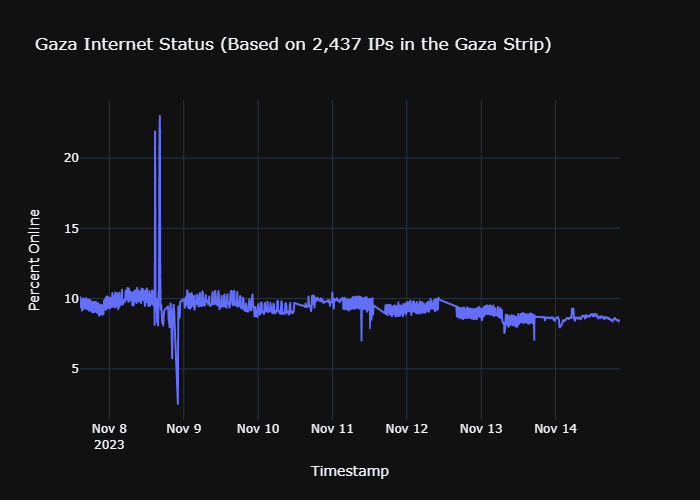 Gaza Internet Status (Based on 2,437 IPs in the Gaza Strip)
Percent Online
20
15
10
5
Nov 8 Nov 9 Nov 10 Nov 11 Nov 12 Nov 13 Nov 14
2023
Timestamp